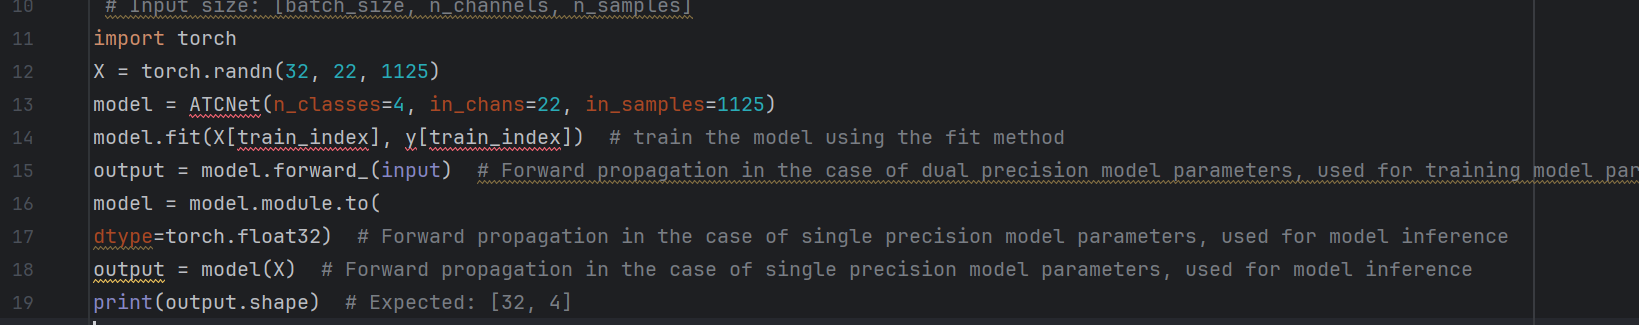 10 # Input size: [batch_size, n_channels, n_samples]
11 import torch
12 X = torch.randn(32, 22, 1125)
13 model = ATCNet(n_classes=4, in_chans=22, in_samples=1125)
14 model.fit(X[train_index], y[train_index])  # train the model using the fit method
15 output = model.forward_(input)  # Forward propagation in the case of dual precision model parameters, used for training model par
16 model = model.module.to(
17 dtype=torch.float32)  # Forward propagation in the case of single precision model parameters, used for model inference
18 output = model(X)  # Forward propagation in the case of single precision model parameters, used for model inference
19 print(output.shape)  # Expected: [32, 4]